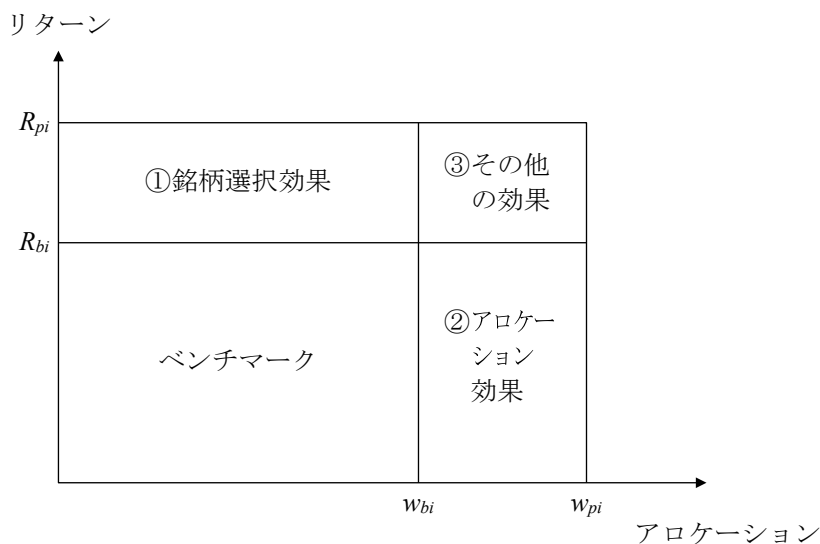 リターン
R_pi
①銘柄選択効果
③その他
の効果
R_bi
ベンチマーク
②アロケー
ション
効果
w_bi
w_pi
アロケーション